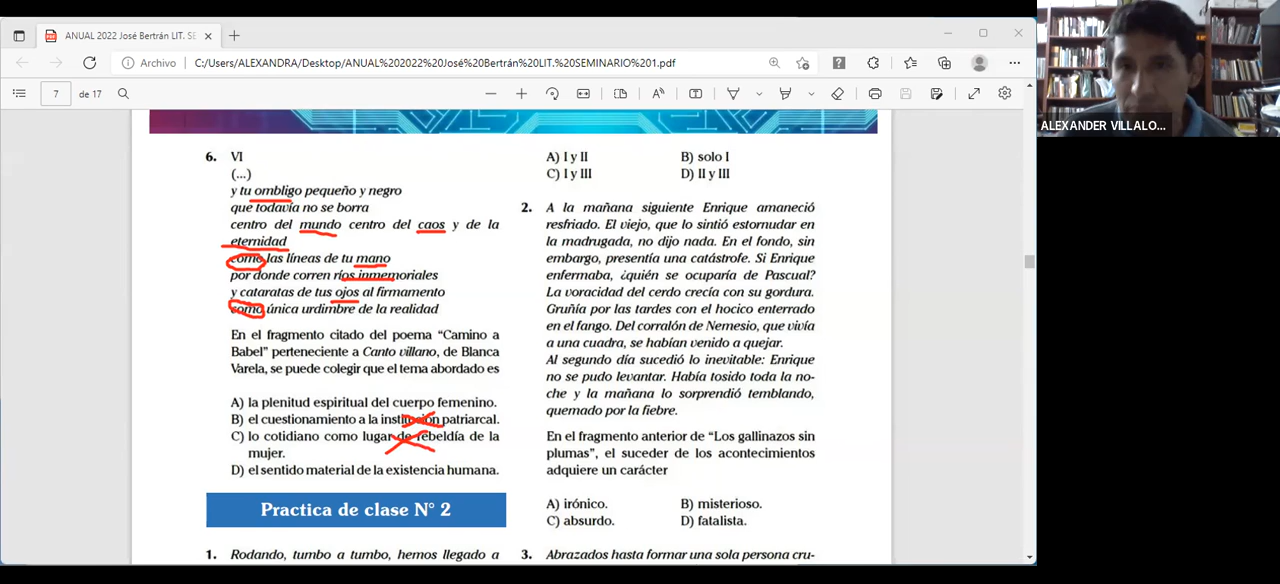 ANUAL 2022 José Bertrán LIT. SE
Archivo
C:/Users/ALEXANDRA/Desktop/ANUAL%202022%20José%20Bertrán%20LIT.%20SEMINARIO%201.pdf
7
de 17
ALEXANDER VILLALO...
6. VI
(...)
y tu ombligo pequeño y negro
que todavía no se borra
centro del mundo centro del caos y de la
eternidad
como las líneas de tu mano
por donde corren ríos inmemoriales
y cataratas de tus ojos al firmamento
como única urdimbre de la realidad
En el fragmento citado del poema “Camino a
Babel” perteneciente a Canto villano, de Blanca
Varela, se puede colegir que el tema abordado es
A) la plenitud espiritual del cuerpo femenino.
B) el cuestionamiento a la institución patriarcal.
C) lo cotidiano como lugar de rebeldía de la
mujer.
D) el sentido material de la existencia humana.
Practica de clase N° 2
1. Rodando, tumbo a tumbo, hemos llegado a
A) I y II
B) solo I
C) I y III
D) II y III
2. A la mañana siguiente Enrique amaneció
resfriado. El viejo, que lo sintió estornudar en
la madrugada, no dijo nada. En el fondo, sin
embargo, presentía una catástrofe. Si Enrique
enfermaba, ¿quién se ocuparía de Pascual?
La voracidad del cerdo crecía con su gordura.
Gruñía por las tardes con el hocico enterrado
en el fango. Del corralón de Nemesio, que vivía
a una cuadra, se habían venido a quejar.
Al segundo día sucedió lo inevitable: Enrique
no se pudo levantar. Había tosido toda la no-
che y la mañana lo sorprendió temblando,
quemado por la fiebre.
En el fragmento anterior de “Los gallinazos sin
plumas”, el suceder de los acontecimientos
adquiere un carácter
A) irónico.
B) misterioso.
C) absurdo.
D) fatalista.
3. Abrazados hasta formar una sola persona cru-